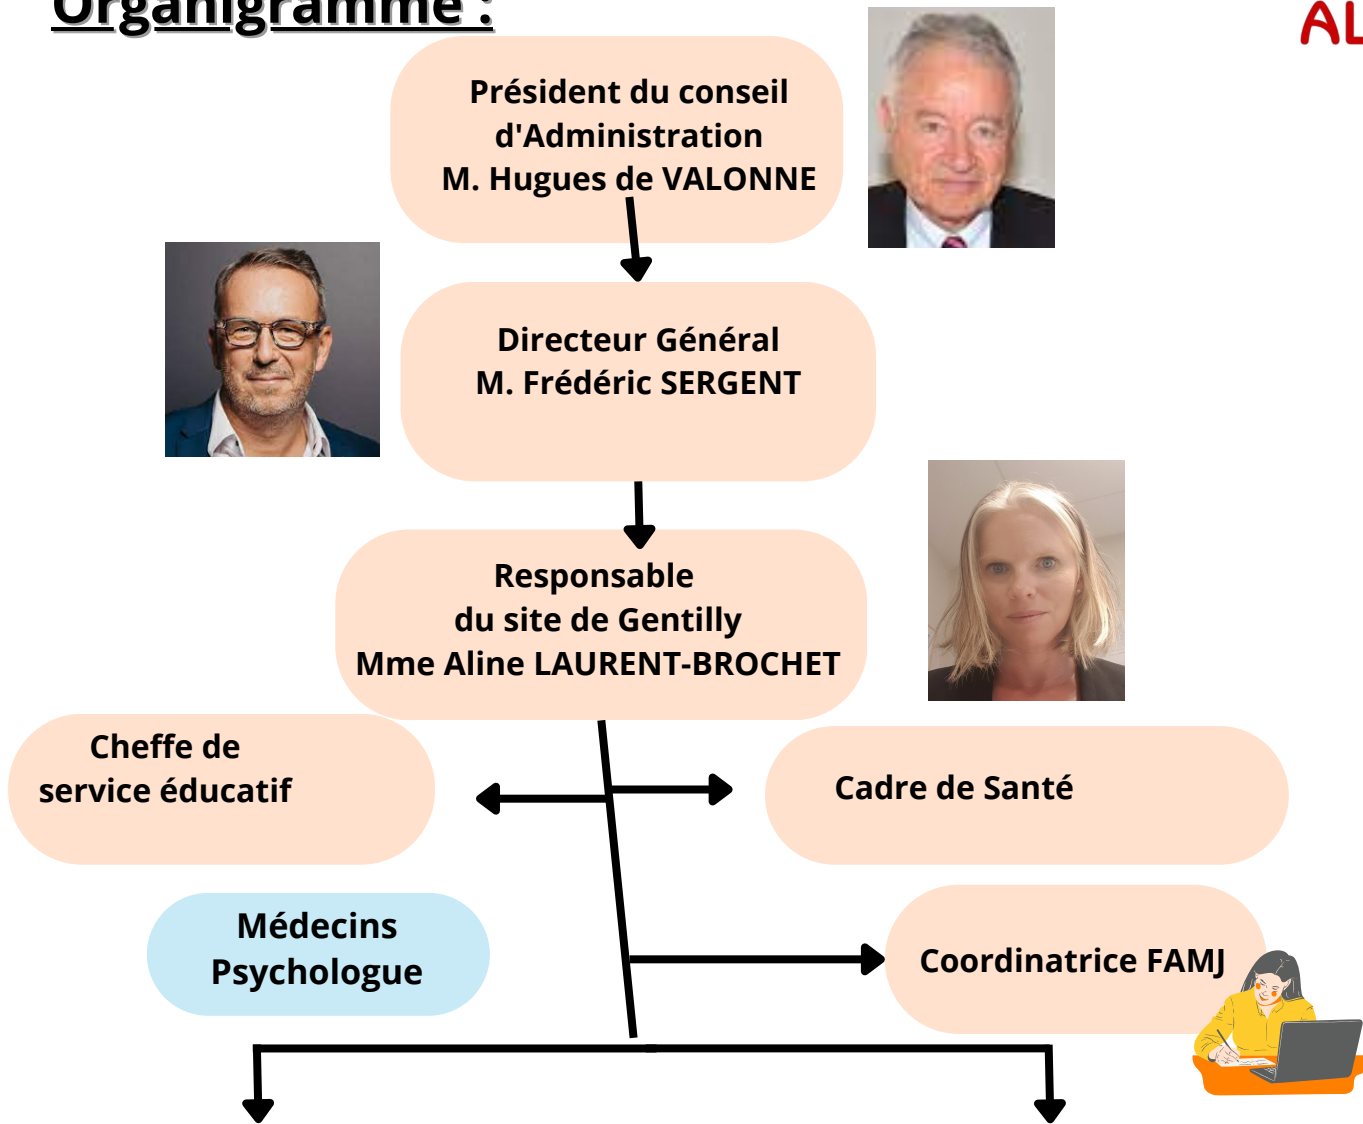 Organigramme :
AL
Président du conseil
d'Administration
M. Hugues de VALONNE
Directeur Général
M. Frédéric SERGENT
Responsable
du site de Gentilly
Mme Aline LAURENT-BROCHET
Cheffe de
service éducatif
Cadre de Santé
Médecins
Psychologue
Coordinatrice FAMJ